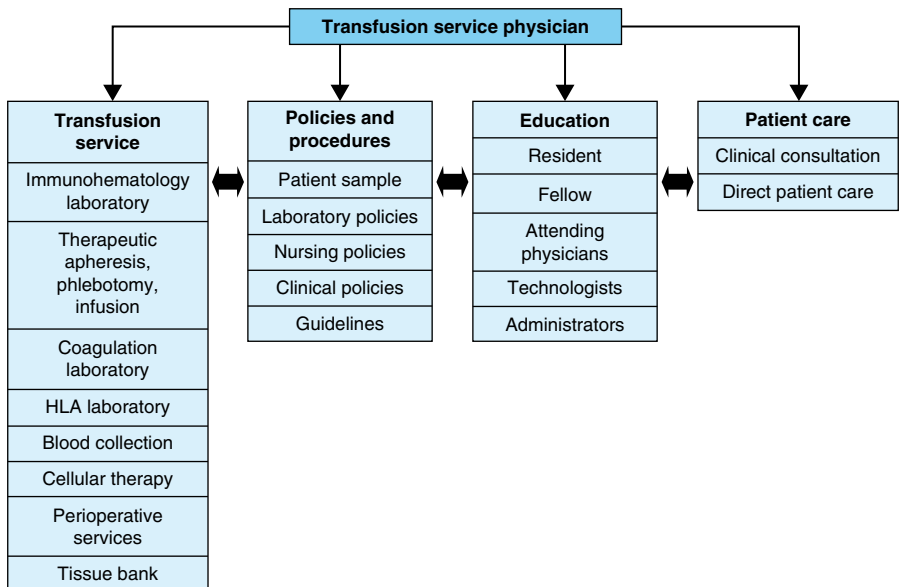 Transfusion service physician
Transfusion
service
Immunohematology
laboratory
Therapeutic
apheresis,
phlebotomy,
infusion
Coagulation
laboratory
HLA laboratory
Blood collection
Cellular therapy
Perioperative
services
Tissue bank
Policies and
procedures
Patient sample
Laboratory policies
Nursing policies
Clinical policies
Guidelines
Education
Resident
Fellow
Attending
physicians
Technologists
Administrators
Patient care
Clinical consultation
Direct patient care